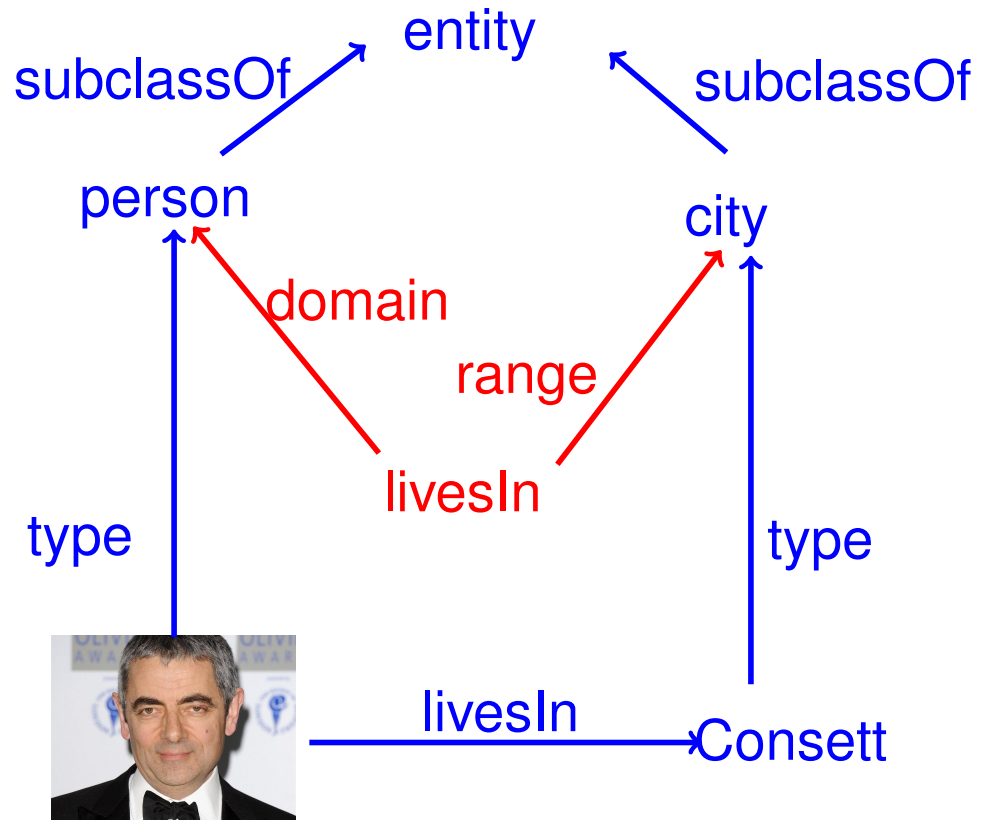 entity
subclassOf
subclassOf
person
city
domain
range
livesIn
type
type
livesIn
Consett